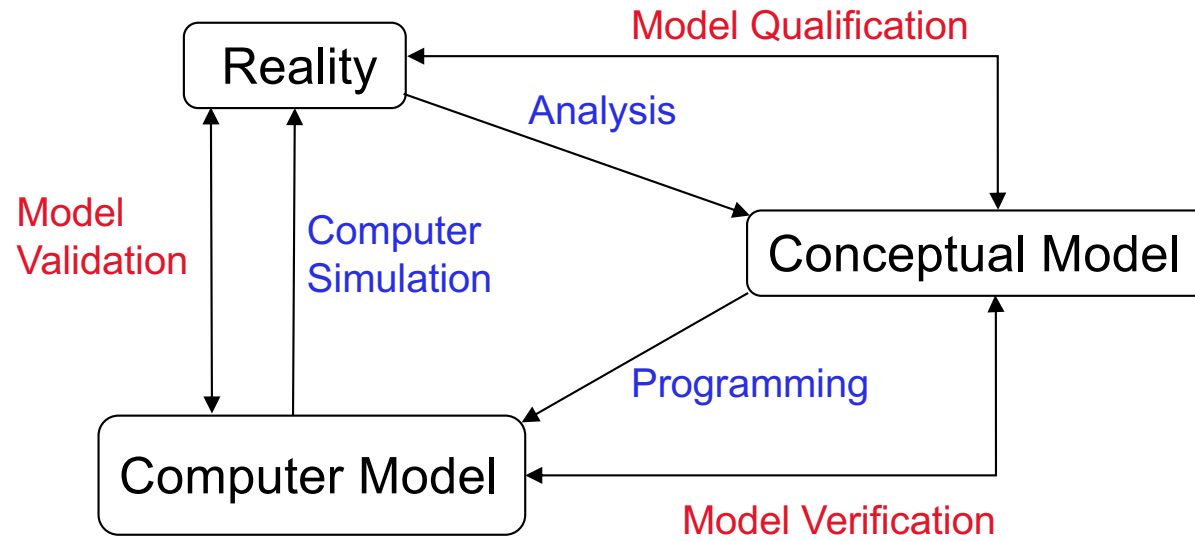 Model Qualification
Reality
Analysis
Model
Validation
Computer
Simulation
Conceptual Model
Programming
Computer Model
Model Verification